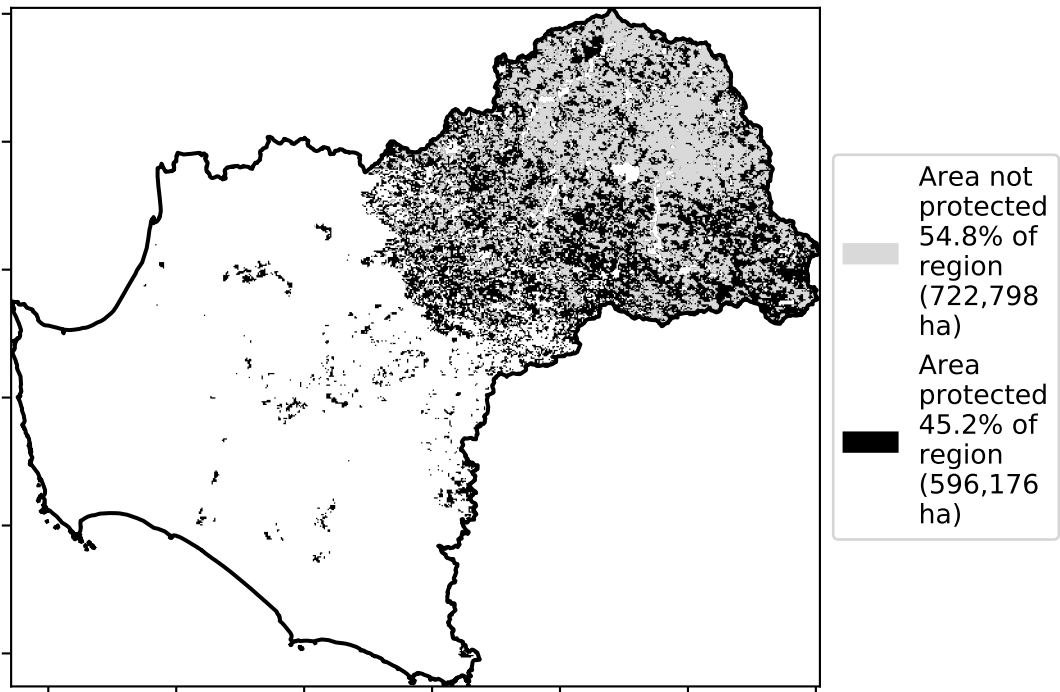 Area not
protected
54.8% of
region
(722,798
ha)
Area
protected
45.2% of
region
(596,176
ha)